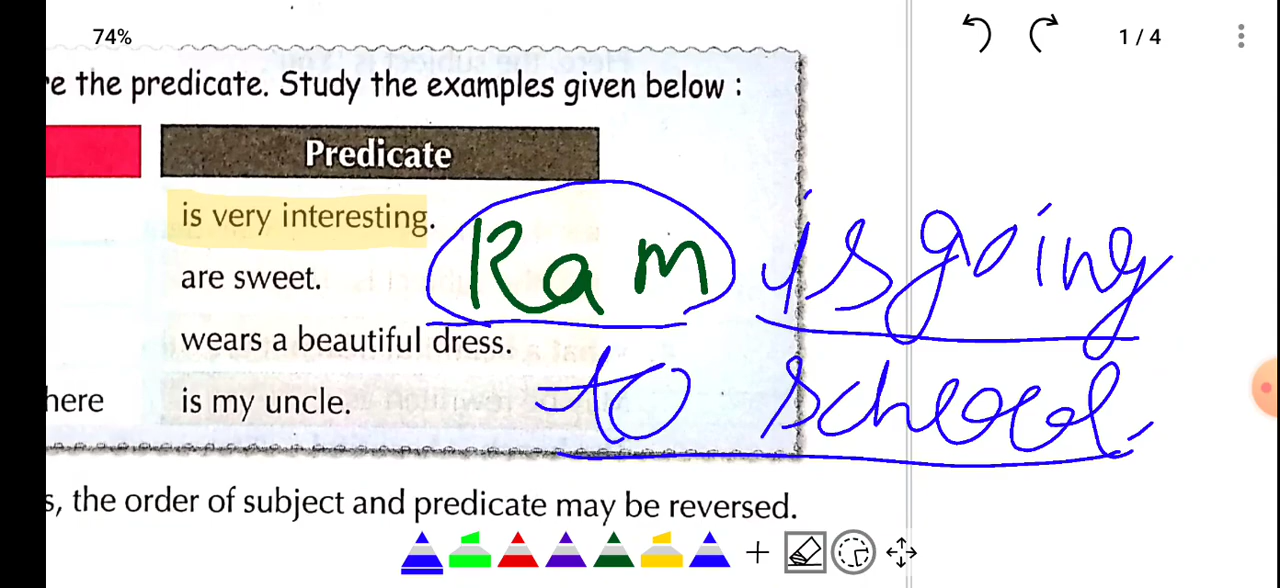 74%
1 / 4
re the predicate. Study the examples given below :
Predicate
is very interesting.
are sweet.
Ram is going
wears a beautiful dress.
to school.
here is my uncle.
s, the order of subject and predicate may be reversed.